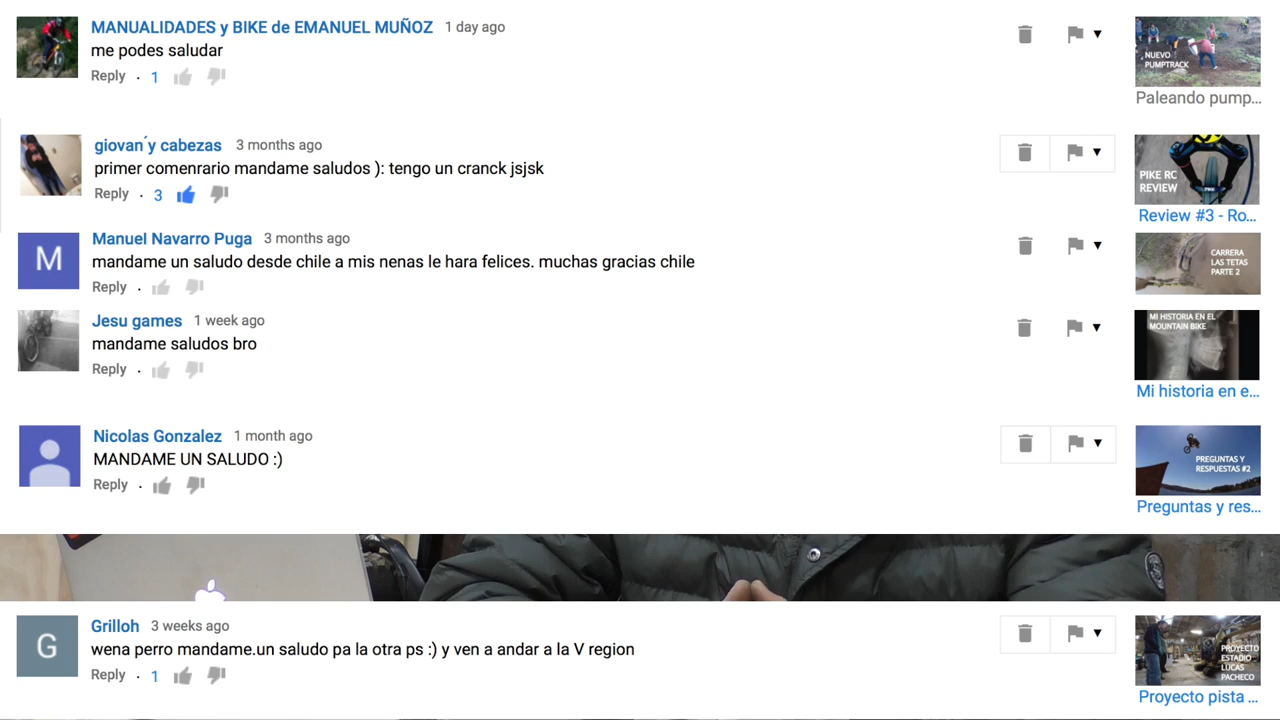 MANUALIDADES y BIKE de EMANUEL MUÑOZ 1 day ago
me podes saludar
Reply · 1
NUEVO
PUMPTRACK
Paleando pump...
giovan´y cabezas 3 months ago
primer comenrario mandame saludos ): tengo un cranck jsjsk
Reply · 3
PIKE RC
REVIEW
Review #3 - Ro...
Manuel Navarro Puga 3 months ago
M
mandame un saludo desde chile a mis nenas le hara felices. muchas gracias chile
Reply ·
CARRERA
LAS TETAS
PARTE 2
Jesu games 1 week ago
mandame saludos bro
Reply ·
MI HISTORIA EN EL
MOUNTAIN BIKE
Mi historia en e...
Nicolas Gonzalez 1 month ago
MANDAME UN SALUDO :)
Reply ·
PREGUNTAS Y
RESPUESTAS #2
Preguntas y res...
Grilloh 3 weeks ago
G
wena perro mandame.un saludo pa la otra ps :) y ven a andar a la V region
Reply · 1
PROYECTO
ESTADIO
LUCAS
PACHECO
Proyecto pista ...